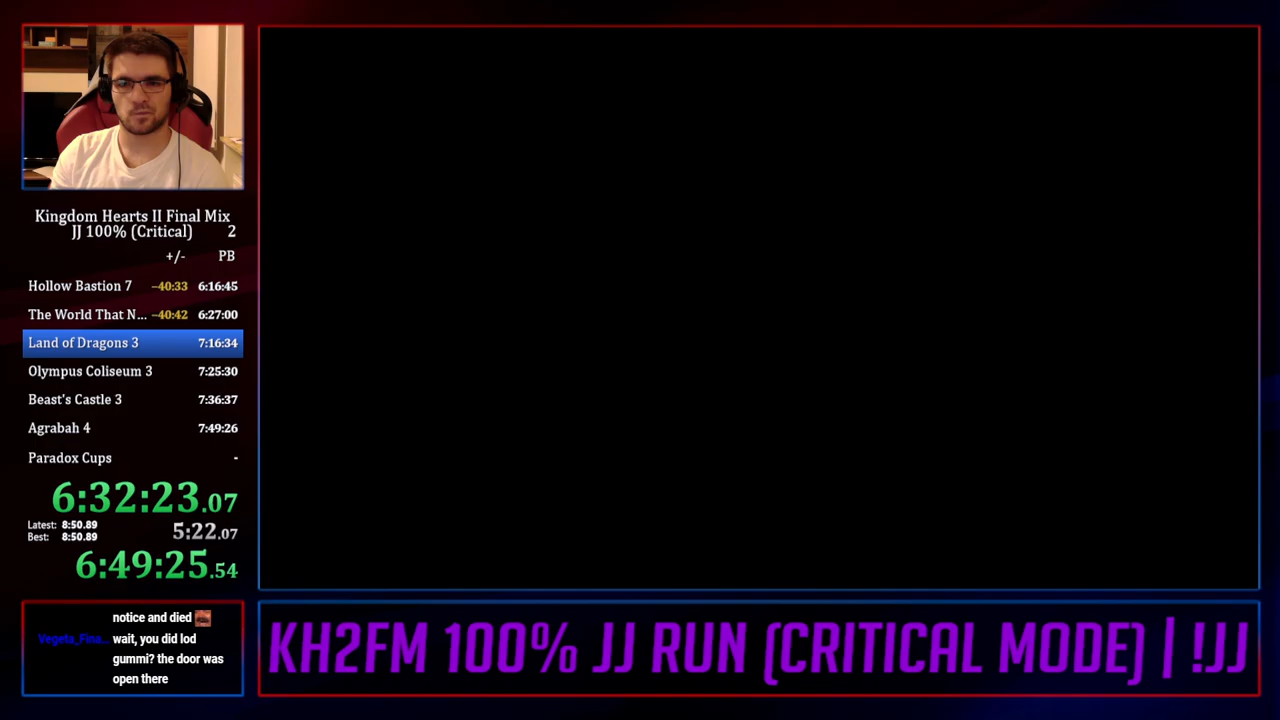 Kingdom Hearts II Final Mix
JJ 100% (Critical) 2
+/- PB
Hollow Bastion 7 −40:33 6:16:45
The World That N... −40:42 6:27:00
Land of Dragons 3 7:16:34
Olympus Coliseum 3 7:25:30
Beast's Castle 3 7:36:37
Agrabah 4 7:49:26
Paradox Cups -
6:32:23.07
Latest: 8:50.89
Best: 8:50.89
5:22.07
6:49:25.54
notice and died
Vegeta_Fina... wait, you did lod
gummi? the door was
open there
KH2FM 100% JJ RUN (CRITICAL MODE) | !JJ